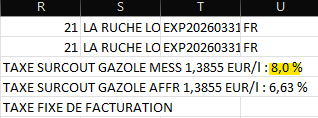 R S T U
21 LA RUCHE LO EXP20260331 FR
21 LA RUCHE LO EXP20260331 FR
TAXE SURCOUT GAZOLE MESS 1,3855 EUR/l : 8,0 %
TAXE SURCOUT GAZOLE AFFR 1,3855 EUR/l : 6,63 %
TAXE FIXE DE FACTURATION